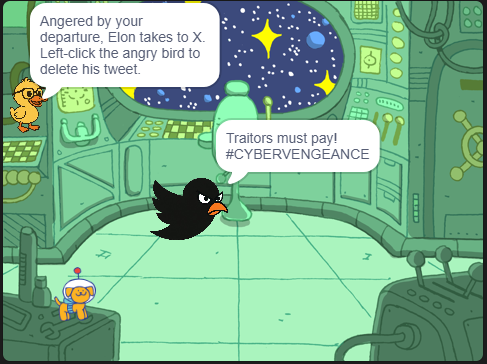 Angered by your
departure, Elon takes to X.
Left-click the angry bird to
delete his tweet.
Traitors must pay!
#CYBERVENGEANCE